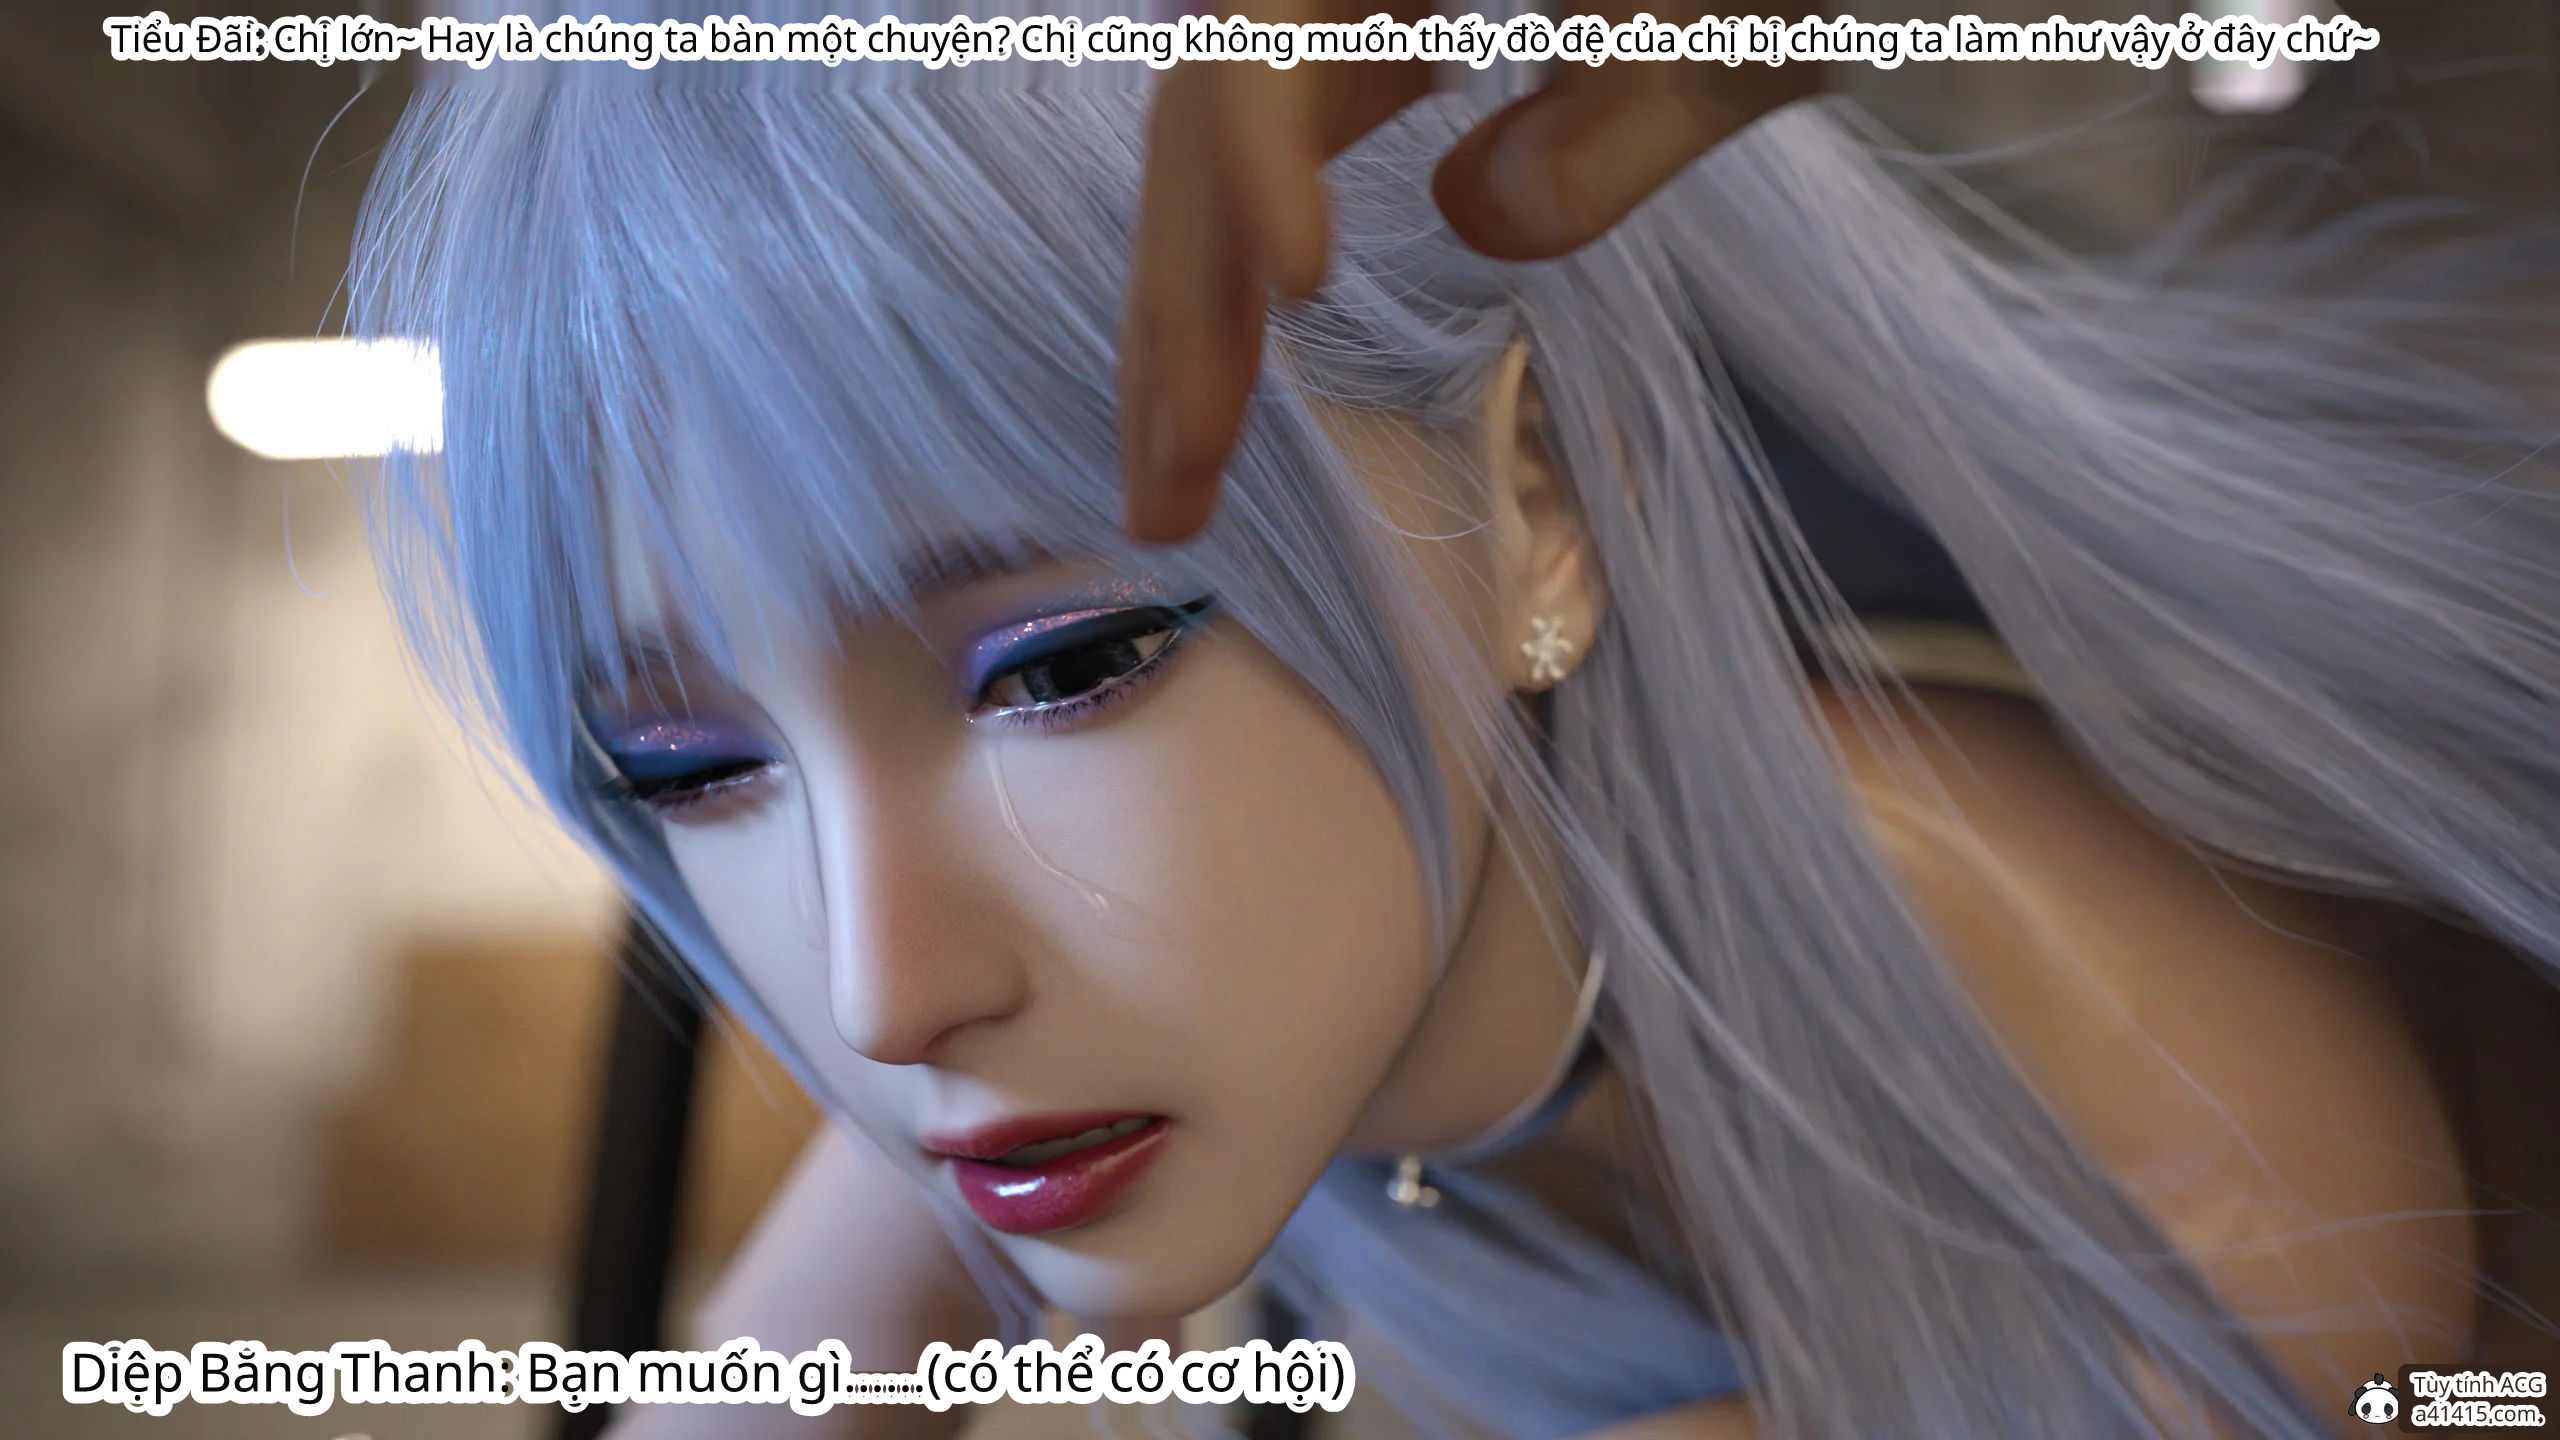 Tiểu Đãi: Chị lớn~ Hay là chúng ta bàn một chuyện? Chị cũng không muốn thấy đồ đệ của chị bị chúng ta làm như vậy ở đây chứ~
Diệp Băng Thanh: Bạn muốn gì......(có thể có cơ hội)
Tùy tính ACG
a41415.com.